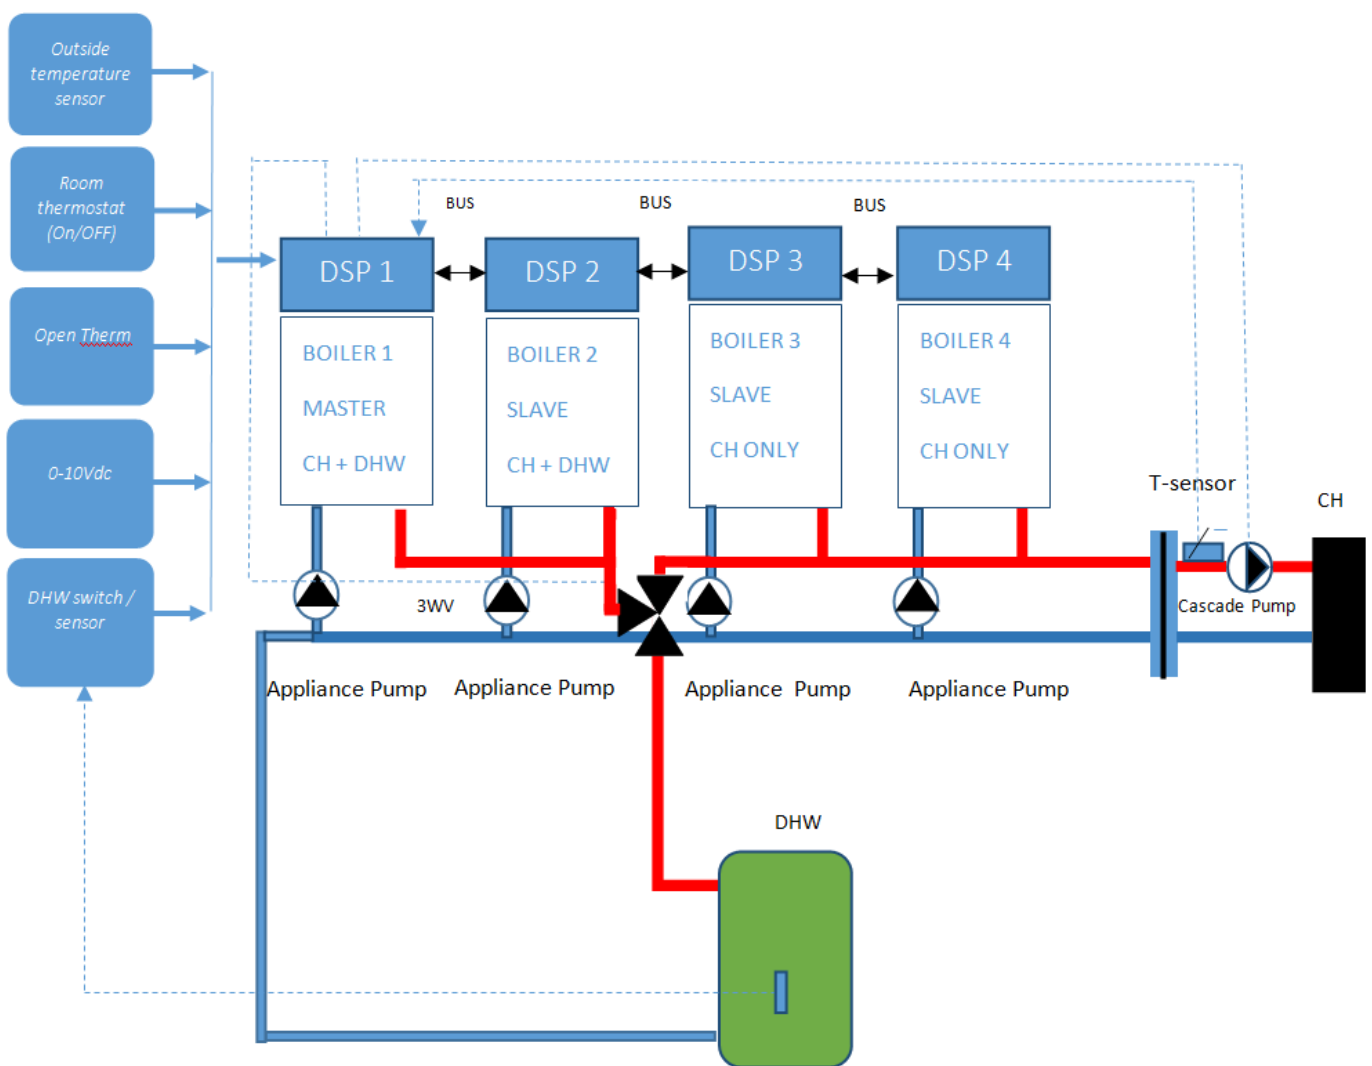 Outside
temperature
sensor
Room
thermostat
(On/OFF)
Open Therm
0-10Vdc
DHW switch /
sensor
BUS
BUS
BUS
DSP 1
DSP 2
DSP 3
DSP 4
BOILER 1
MASTER
CH + DHW
BOILER 2
SLAVE
CH + DHW
BOILER 3
SLAVE
CH ONLY
BOILER 4
SLAVE
CH ONLY
T-sensor
CH
3WV
Cascade Pump
Appliance Pump
Appliance Pump
Appliance Pump
Appliance Pump
DHW